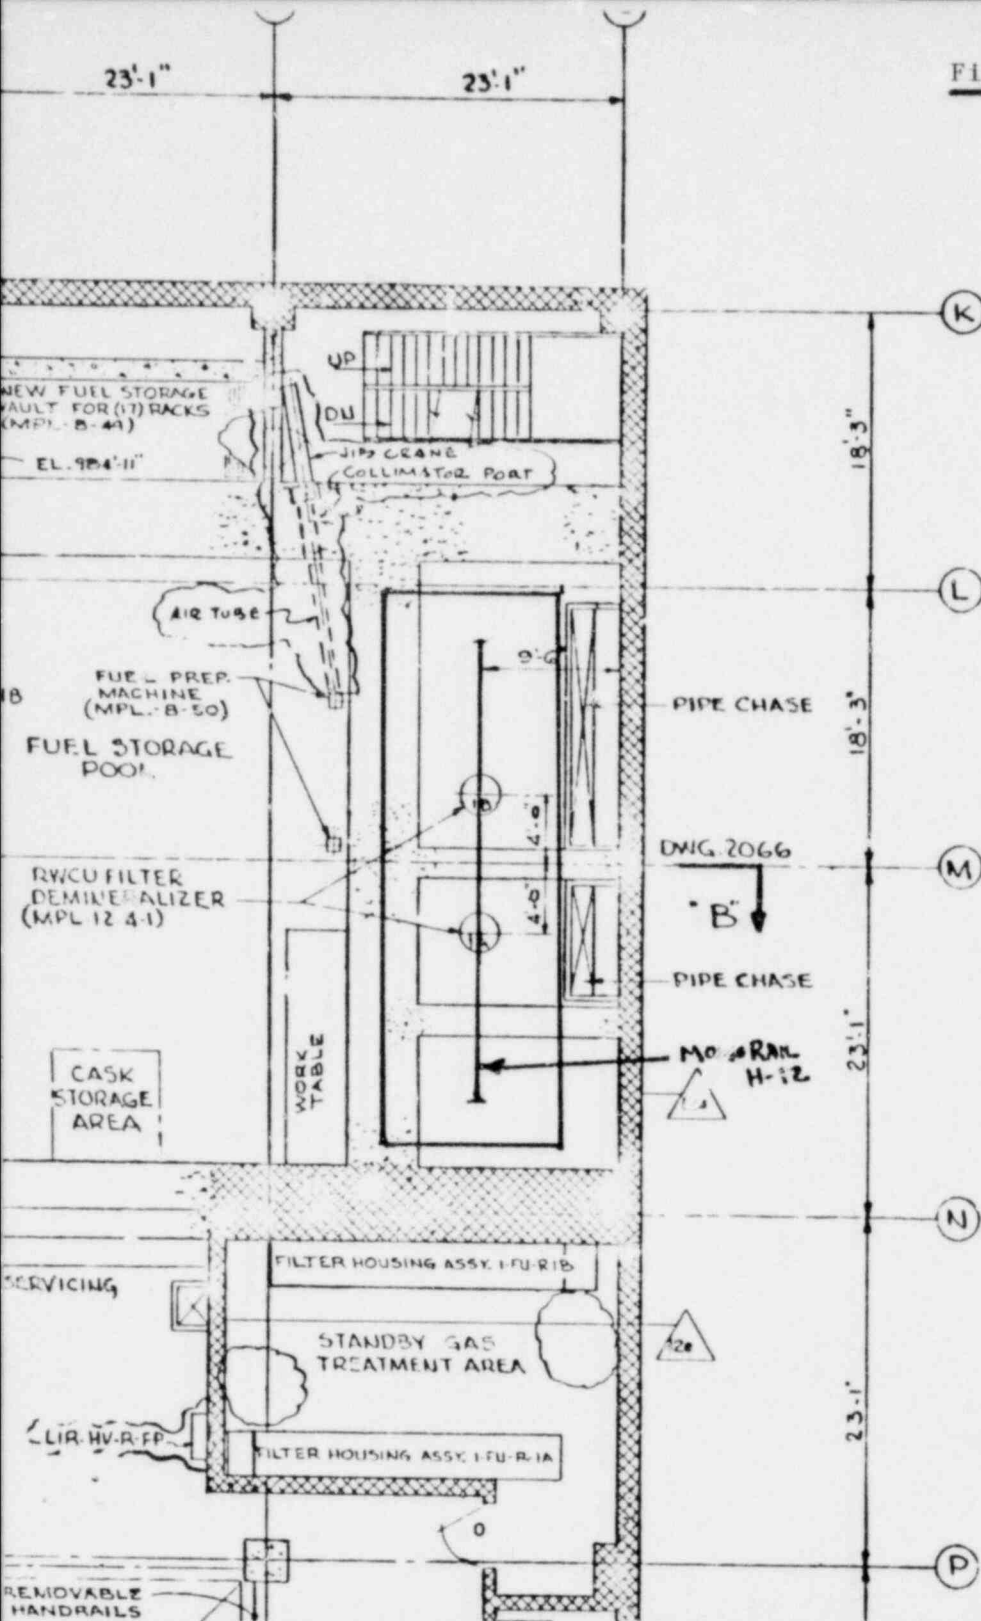 23'-1"
23'-1"
K
UP
DN
NEW FUEL STORAGE
VAULT FOR (17) RACKS
(MPL-B-44)
EL. 984'-11"
JIB CRANE
COLLIMATOR PORT
18'-3"
L
AIR TUBE
9'-6
FUEL PREP.
MACHINE
(MPL.-B-50)
PIPE CHASE
18'-3"
FUEL STORAGE
POOL
1B
4'-0"
DWG. 2066
M
RWCU FILTER
DEMINERALIZER
(MPL 12-4-1)
4'-0"
1A
"B"
PIPE CHASE
23'-1"
WORK
TABLE
MONORAIL
H-12
CASK
STORAGE
AREA
N
FILTER HOUSING ASSY. 1-FU-R1B
SERVICING
STANDBY GAS
TREATMENT AREA
12e
23'-1"
LIR-HV-R-FP
FILTER HOUSING ASSY. 1-FU-R-1A
P
REMOVABLE
HANDRAILS